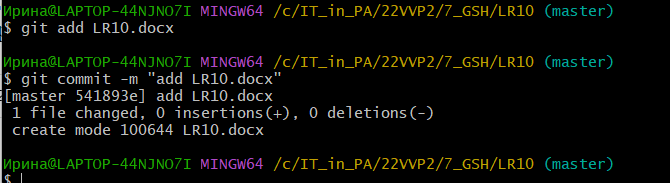 Ирина@LAPTOP-44NJNO7I MINGW64 /c/IT_in_PA/22VVP2/7_GSH/LR10 (master)
$ git add LR10.docx
Ирина@LAPTOP-44NJNO7I MINGW64 /c/IT_in_PA/22VVP2/7_GSH/LR10 (master)
$ git commit -m "add LR10.docx"
[master 541893e] add LR10.docx
 1 file changed, 0 insertions(+), 0 deletions(-)
 create mode 100644 LR10.docx
Ирина@LAPTOP-44NJNO7I MINGW64 /c/IT_in_PA/22VVP2/7_GSH/LR10 (master)
$